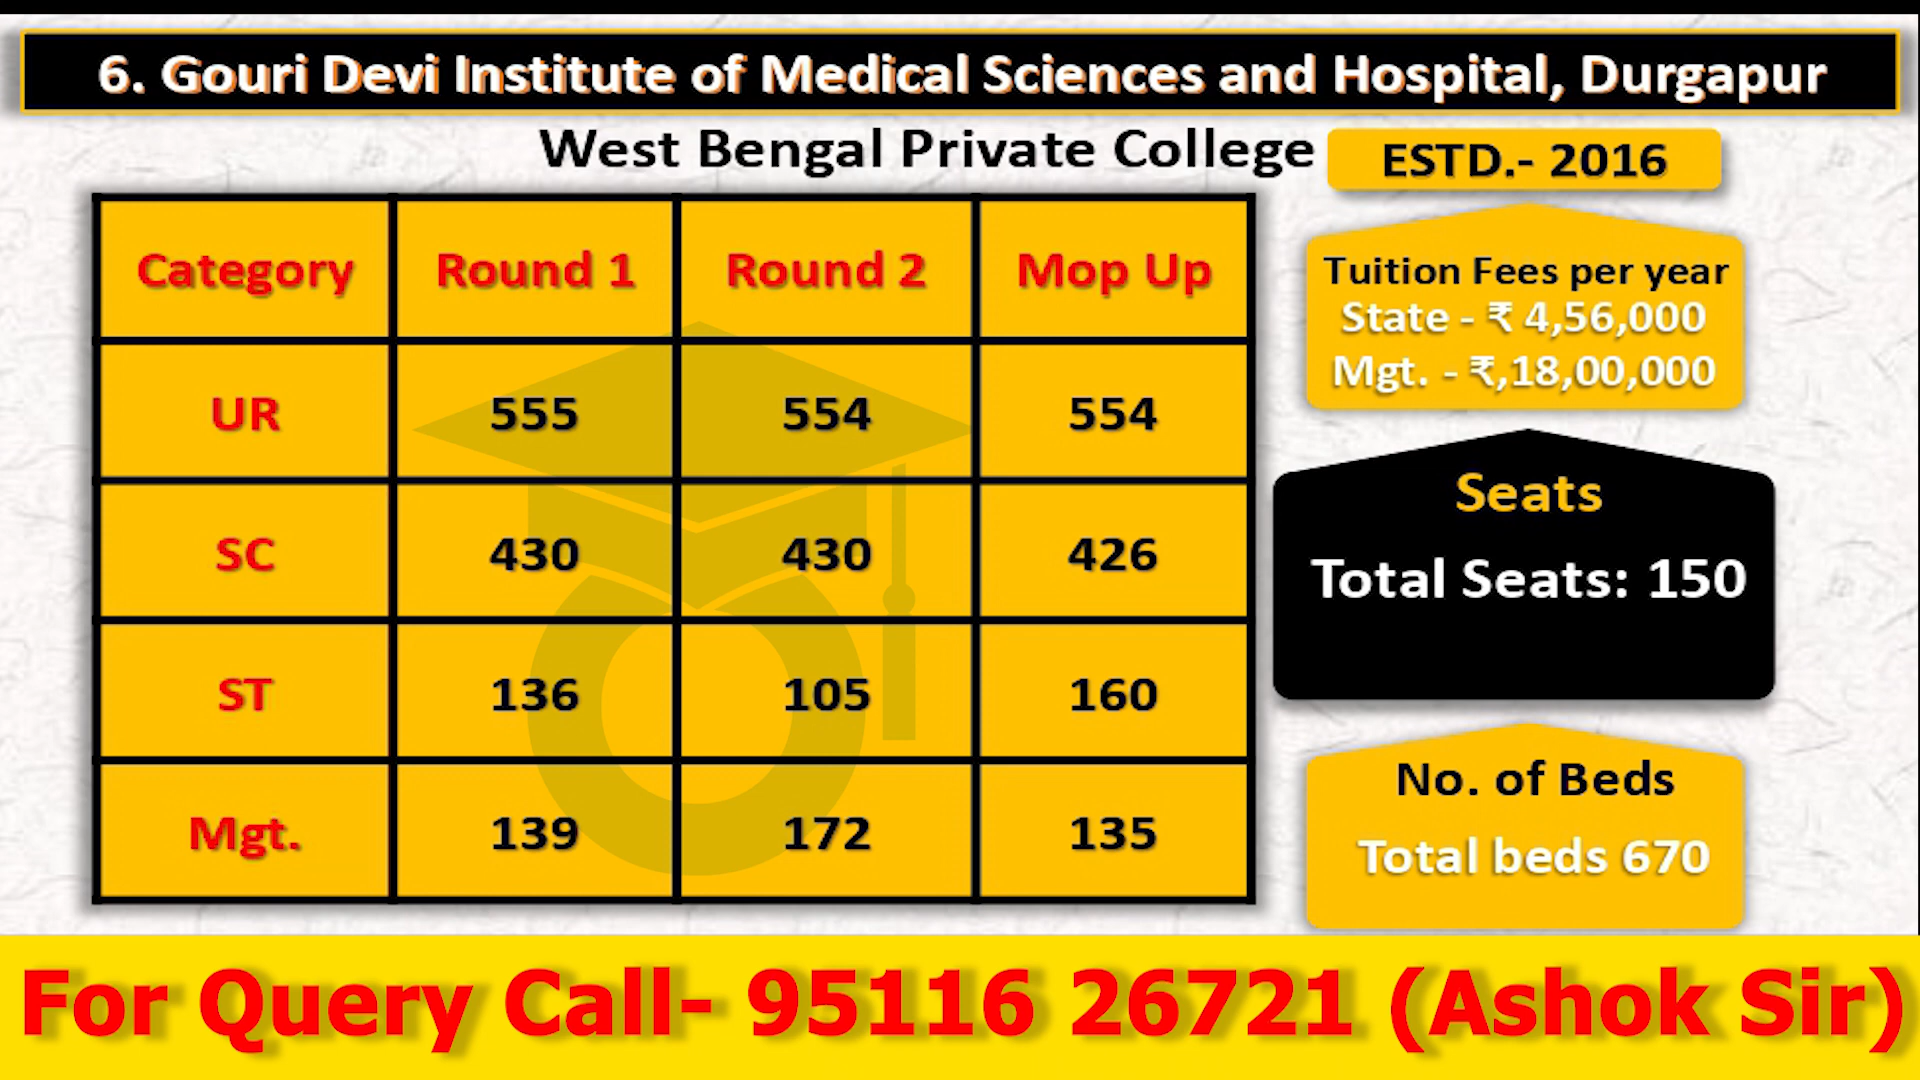 6. Gouri Devi Institute of Medical Sciences and Hospital, Durgapur
West Bengal Private College
ESTD.- 2016
Category Round 1 Round 2 Mop Up
UR 555 554 554
SC 430 430 426
ST 136 105 160
Mgt. 139 172 135
Tuition Fees per year
State - ₹ 4,56,000
Mgt. - ₹,18,00,000
Seats
Total Seats: 150
No. of Beds
Total beds 670
For Query Call- 95116 26721 (Ashok Sir)